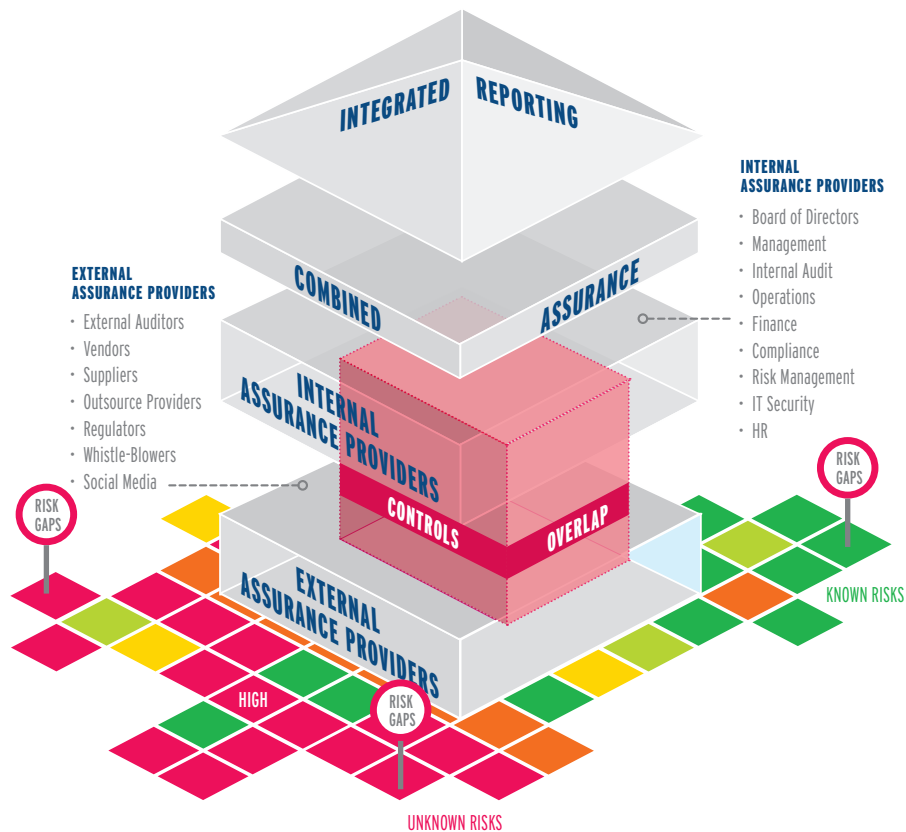 INTEGRATED REPORTING
INTERNAL
ASSURANCE PROVIDERS
• Board of Directors
• Management
• Internal Audit
• Operations
• Finance
• Compliance
• Risk Management
• IT Security
• HR
COMBINED ASSURANCE
EXTERNAL
ASSURANCE PROVIDERS
• External Auditors
• Vendors
• Suppliers
• Outsource Providers
• Regulators
• Whistle-Blowers
• Social Media
INTERNAL
ASSURANCE PROVIDERS
CONTROLS OVERLAP
EXTERNAL
ASSURANCE PROVIDERS
RISK
GAPS
RISK
GAPS
KNOWN RISKS
HIGH
RISK
GAPS
UNKNOWN RISKS